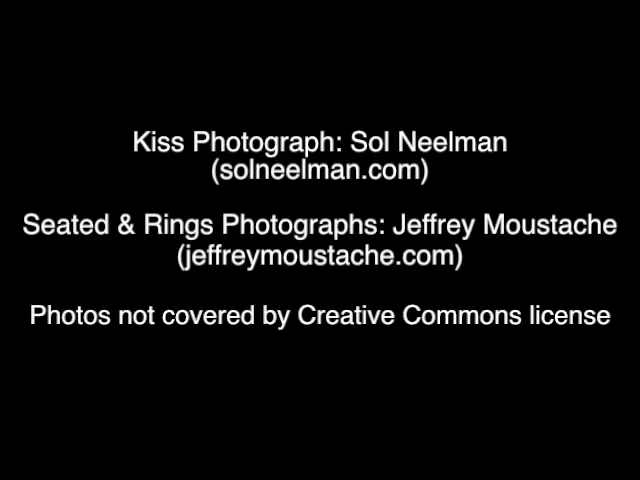 Kiss Photograph: Sol Neelman
(solneelman.com)
Seated & Rings Photographs: Jeffrey Moustache
(jeffreymoustache.com)
Photos not covered by Creative Commons license